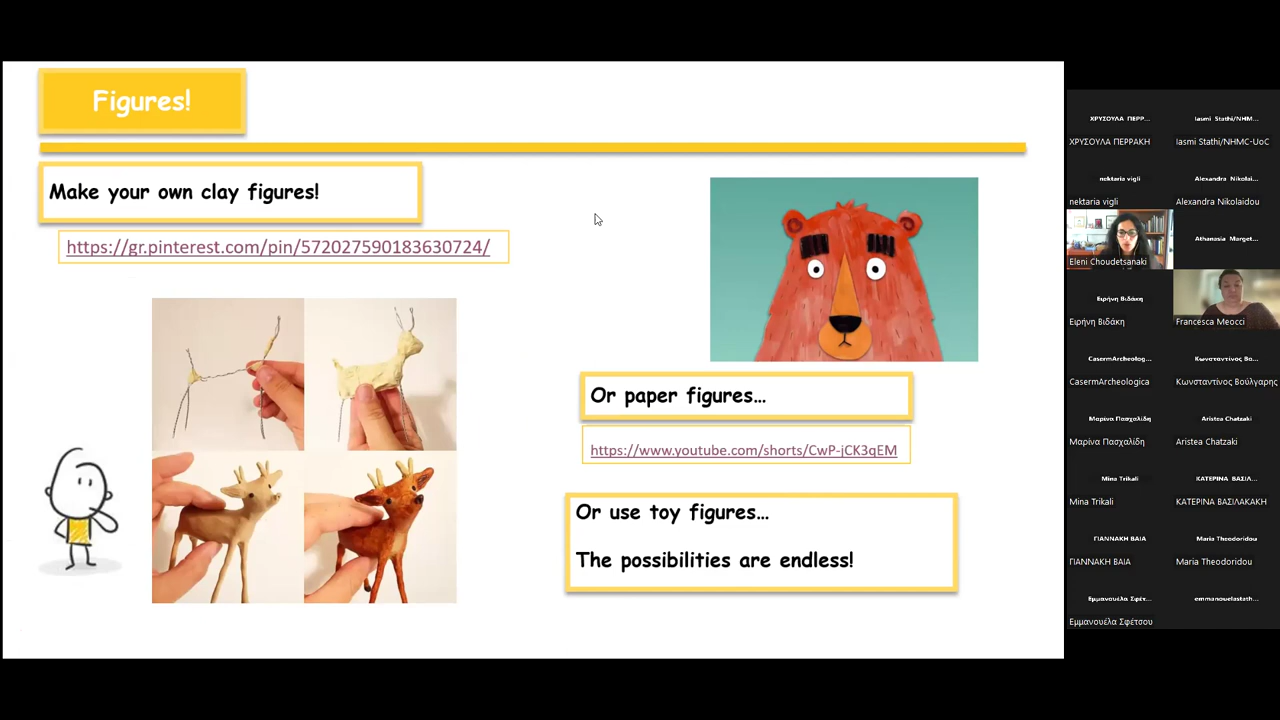 Figures!
Make your own clay figures!
https://gr.pinterest.com/pin/572027590183630724/
Or paper figures...
https://www.youtube.com/shorts/CwP-jCK3qEM
Or use toy figures...
The possibilities are endless!
ΧΡΥΣΟΥΛΑ ΠΕΡΡ...
ΧΡΥΣΟΥΛΑ ΠΕΡΡΑΚΗ
Iasmi Stathi/NHM...
Iasmi Stathi/NHMC-UoC
nektaria vigli
nektaria vigli
Alexandra Nikolai...
Alexandra Nikolaidou
Eleni Choudetsanaki
Athanasia Marget...
Ειρήνη Βιδάκη
Ειρήνη Βιδάκη
Francesca Meocci
CasermArcheolog...
CasermArcheologica
Κωνσταντίνος Βο...
Κωνσταντίνος Βούλγαρης
Μαρίνα Πασχαλίδη
Μαρίνα Πασχαλίδη
Aristea Chatzaki
Aristea Chatzaki
Mina Trikali
Mina Trikali
ΚΑΤΕΡΙΝΑ ΒΑΣΙΛ...
ΚΑΤΕΡΙΝΑ ΒΑΣΙΛΑΚΑΚΗ
ΓΙΑΝΝΑΚΗ ΒΑΙΑ
ΓΙΑΝΝΑΚΗ ΒΑΙΑ
Maria Theodoridou
Maria Theodoridou
Εμμανουέλα Σφέτ...
Εμμανουέλα Σφέτσου
emmanouelastath...